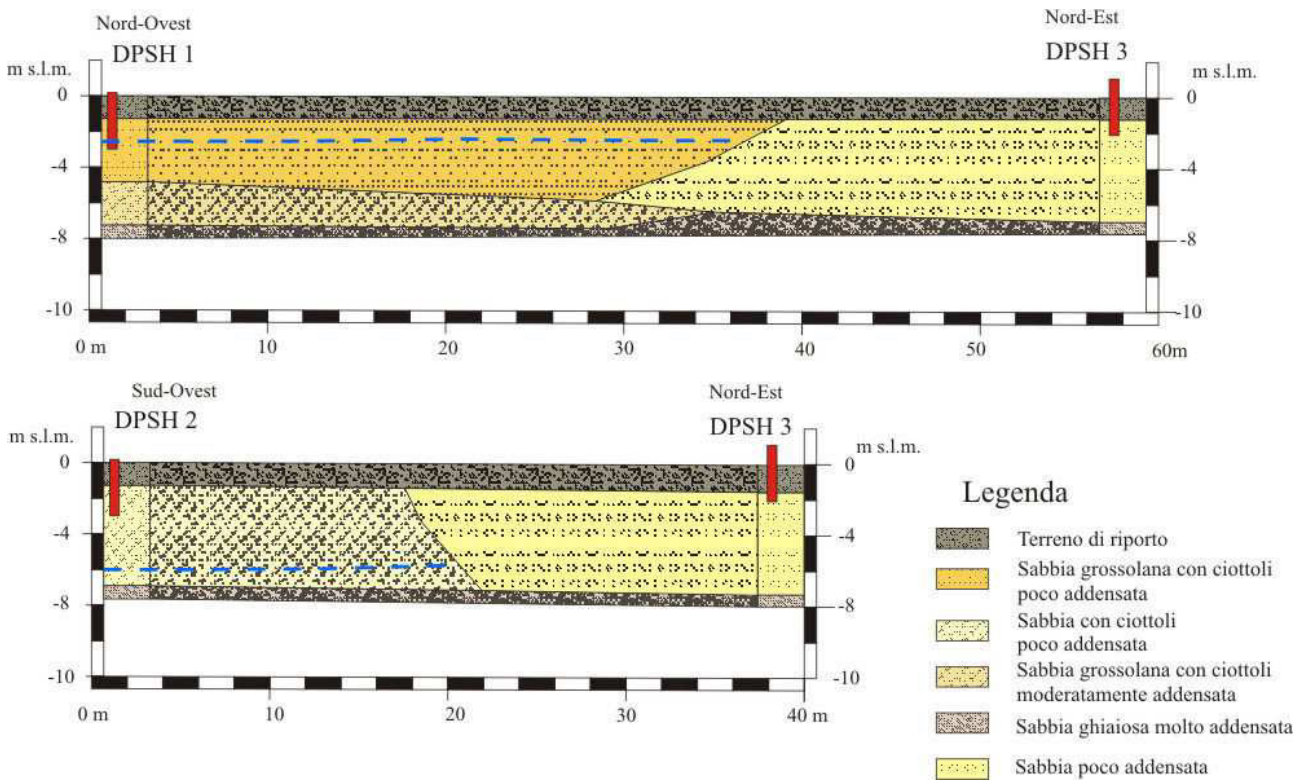 Nord-Ovest
DPSH 1
Nord-Est
DPSH 3
m s.l.m.
m s.l.m.
0
0
-4
-4
-8
-8
-10
-10
0 m
10
20
30
40
50
60m
Sud-Ovest
DPSH 2
Nord-Est
DPSH 3
m s.l.m.
m s.l.m.
0
0
-4
-4
-8
-8
-10
-10
0 m
10
20
30
40 m
Legenda
Terreno di riporto
Sabbia grossolana con ciottoli
poco addensata
Sabbia con ciottoli
poco addensata
Sabbia grossolana con ciottoli
moderatamente addensata
Sabbia ghiaiosa molto addensata
Sabbia poco addensata